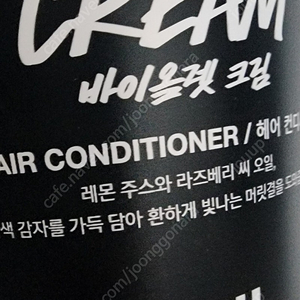 CREAM
바이올렛 크림
AIR CONDITIONER / 헤어 컨디
레몬 주스와 라즈베리 씨 오일,
색 감자를 가득 담아 환하게 빛나는 머릿결을 도와